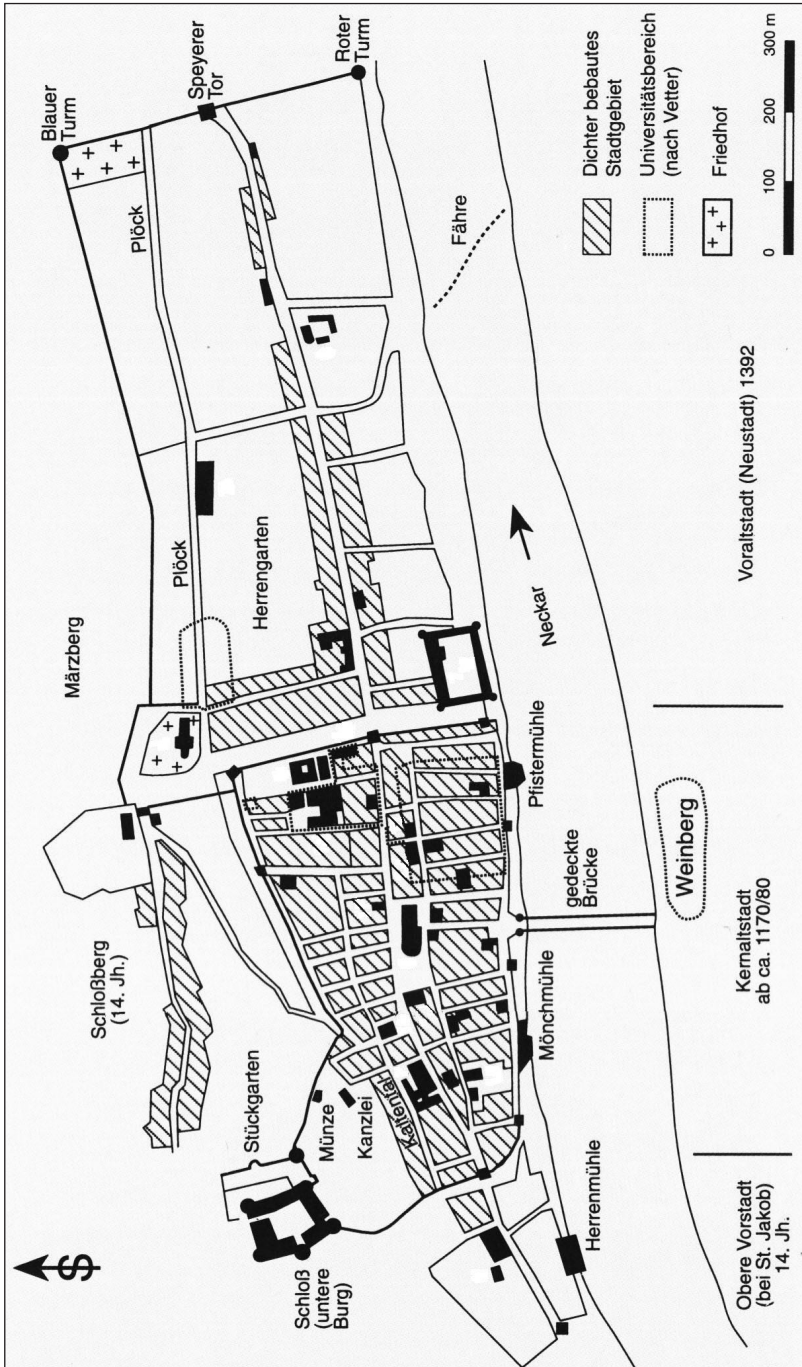 S
Blauer
Turm
Speyerer
Tor
Roter
Turm
Plöck
Plöck
Märzberg
Herrengarten
Schloßberg
(14. Jh.)
Stückgarten
Münze
Kanzlei
Kaltental
Schloß
(untere
Burg)
Fähre
Neckar
Pfistermühle
gedeckte
Brücke
Mönchmühle
Herrenmühle
Weinberg
Obere Vorstadt
(bei St. Jakob)
14. Jh.
Kernaltstadt
ab ca. 1170/80
Voraltstadt (Neustadt) 1392
Dichter bebautes
Stadtgebiet
Universitätsbereich
(nach Vetter)
Friedhof
0 100 200 300 m